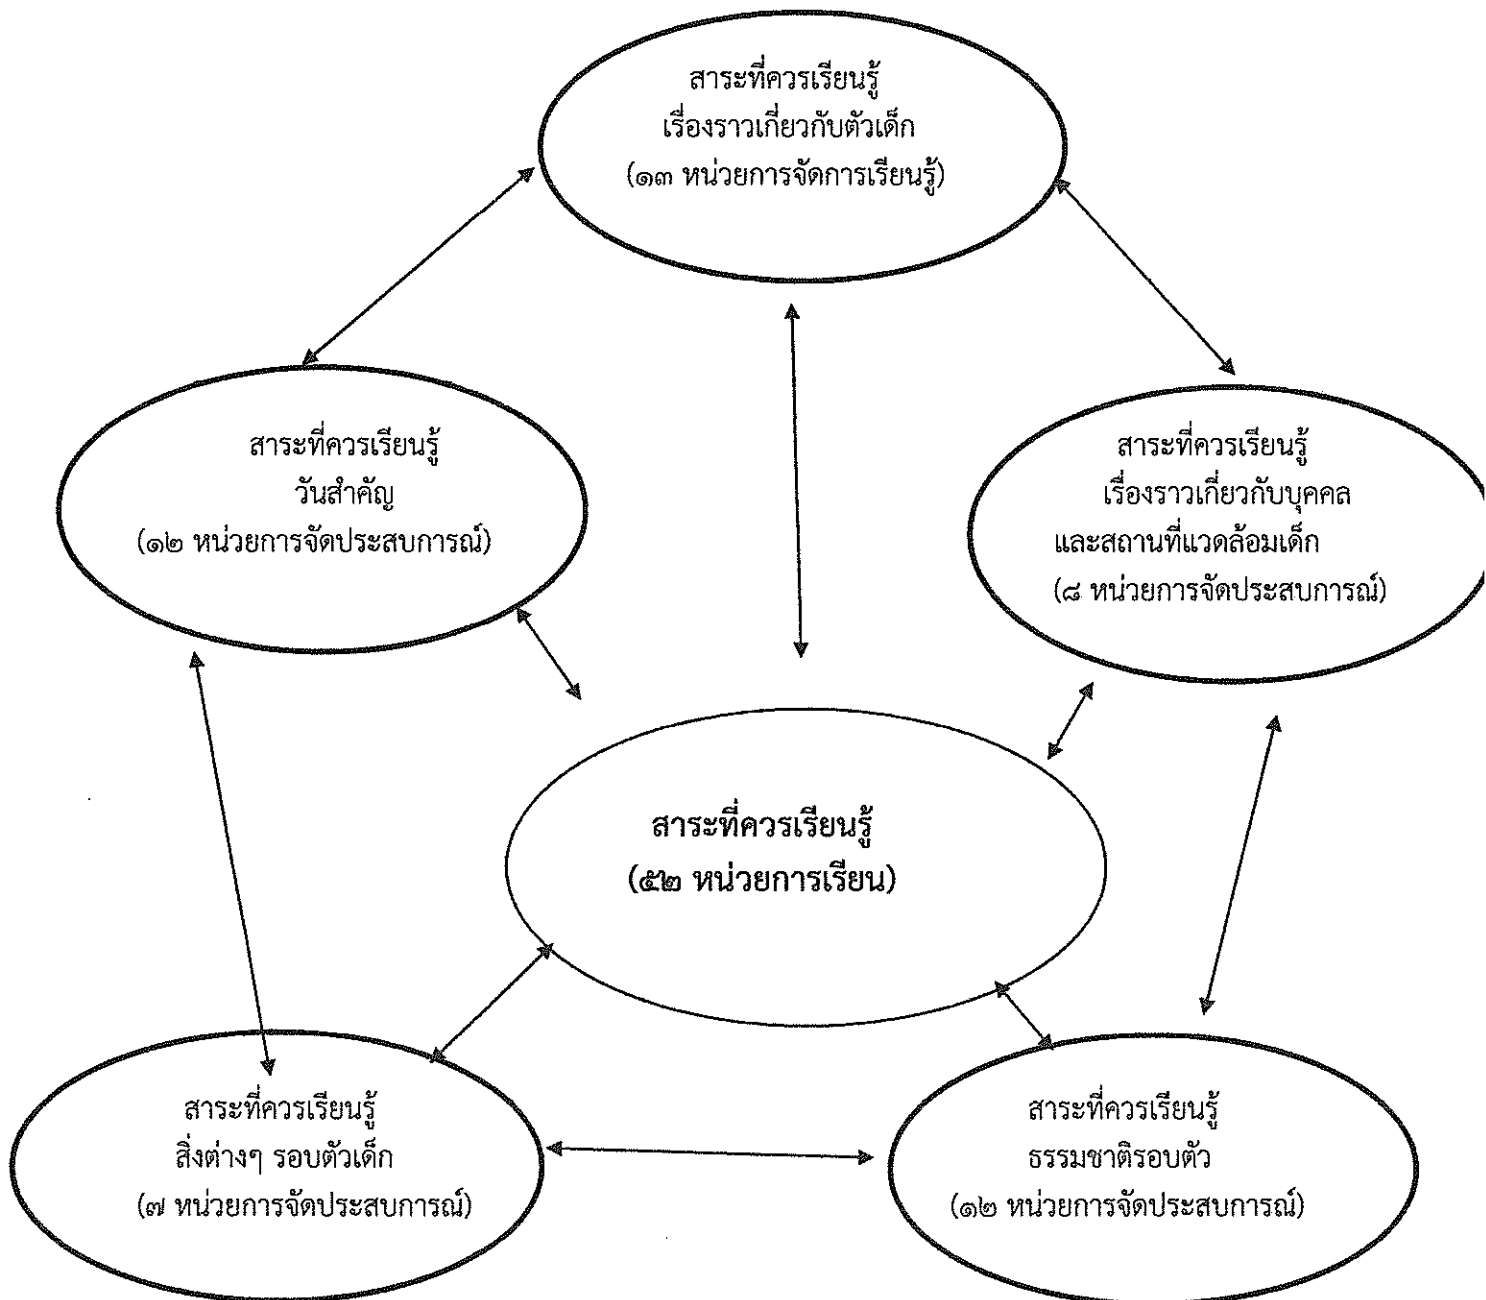 สาระที่ควรเรียนรู้
เรื่องราวเกี่ยวกับตัวเด็ก
(๑๓ หน่วยการจัดการเรียนรู้)
สาระที่ควรเรียนรู้
วันสำคัญ
(๑๒ หน่วยการจัดประสบการณ์)
สาระที่ควรเรียนรู้
เรื่องราวเกี่ยวกับบุคคล
และสถานที่แวดล้อมเด็ก
(๘ หน่วยการจัดประสบการณ์)
สาระที่ควรเรียนรู้
(๕๒ หน่วยการเรียน)
สาระที่ควรเรียนรู้
สิ่งต่างๆ รอบตัวเด็ก
(๗ หน่วยการจัดประสบการณ์)
สาระที่ควรเรียนรู้
ธรรมชาติรอบตัว
(๑๒ หน่วยการจัดประสบการณ์)